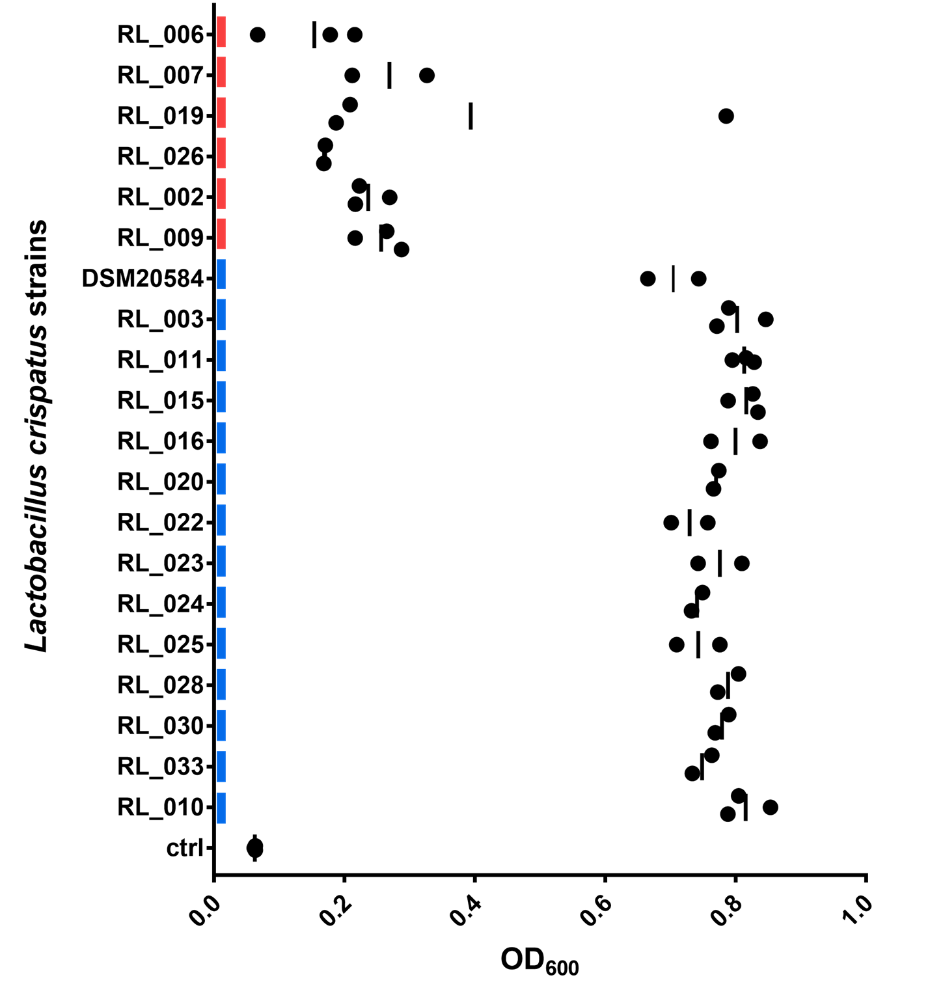 Lactobacillus crispatus strains
RL_006
RL_007
RL_019
RL_026
RL_002
RL_009
DSM20584
RL_003
RL_011
RL_015
RL_016
RL_020
RL_022
RL_023
RL_024
RL_025
RL_028
RL_030
RL_033
RL_010
ctrl
0.0 0.2 0.4 0.6 0.8 1.0
OD600